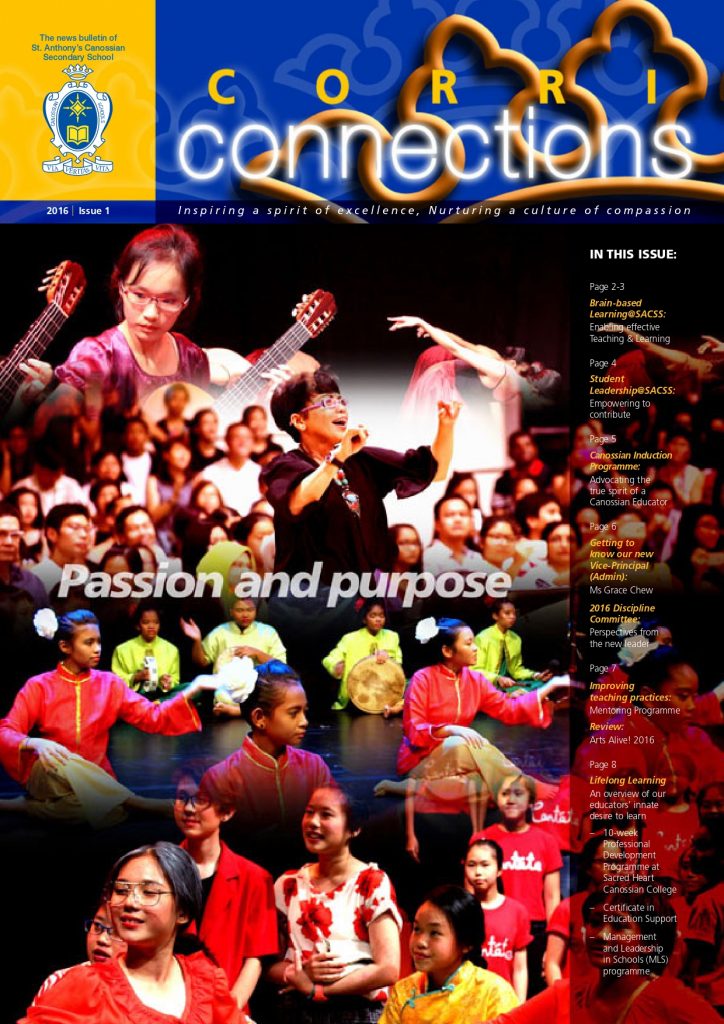 The news bulletin of
St. Anthony's Canossian
Secondary School
VIA VERITAS VITA
2016 | Issue 1
CORRI
connections
Inspiring a spirit of excellence, Nurturing a culture of compassion
Passion and purpose
IN THIS ISSUE:
Page 2-3
Brain-based
Learning@SACSS:
Enabling effective
Teaching & Learning
Page 4
Student
Leadership@SACSS:
Empowering to
contribute
Page 5
Canossian Induction
Programme:
Advocating the
true spirit of a
Canossian Educator
Page 6
Getting to
know our new
Vice-Principal
(Admin):
Ms Grace Chew
2016 Discipline
Committee:
Perspectives from
the new leader
Page 7
Improving
teaching practices:
Mentoring Programme
Review:
Arts Alive! 2016
Page 8
Lifelong Learning
An overview of our
educators' innate
desire to learn
– 10-week
Professional
Development
Programme at
Sacred Heart
Canossian College
– Certificate in
Education Support
– Management
and Leadership
in Schools (MLS)
programme
Cantata
Cantata